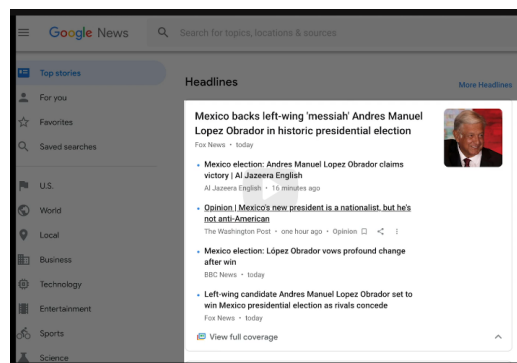 Google News
Search for topics, locations & sources
Top stories
For you
Favorites
Saved searches
U.S.
World
Local
Business
Technology
Entertainment
Sports
Science
Headlines
More Headlines
Mexico backs left-wing 'messiah' Andres Manuel
Lopez Obrador in historic presidential election
Fox News • today
• Mexico election: Andres Manuel Lopez Obrador claims
victory | Al Jazeera English
Al Jazeera English • 16 minutes ago
• Opinion | Mexico's new president is a nationalist, but he's
not anti-American
The Washington Post • one hour ago • Opinion
• Mexico election: López Obrador vows profound change
after win
BBC News • today
• Left-wing candidate Andres Manuel Lopez Obrador set to
win Mexico presidential election as rivals concede
Fox News • today
View full coverage